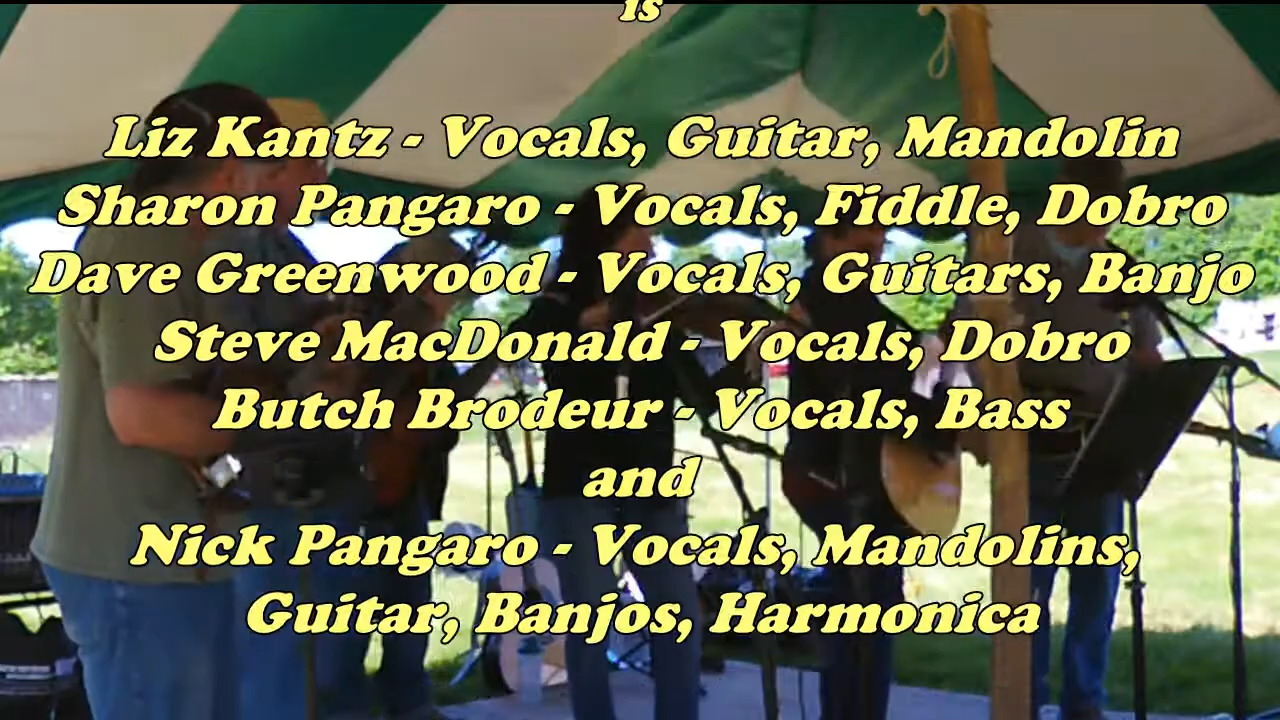 is
Liz Kantz - Vocals, Guitar, Mandolin
Sharon Pangaro - Vocals, Fiddle, Dobro
Dave Greenwood - Vocals, Guitars, Banjo
Steve MacDonald - Vocals, Dobro
Butch Brodeur - Vocals, Bass
and
Nick Pangaro - Vocals, Mandolins,
Guitar, Banjos, Harmonica